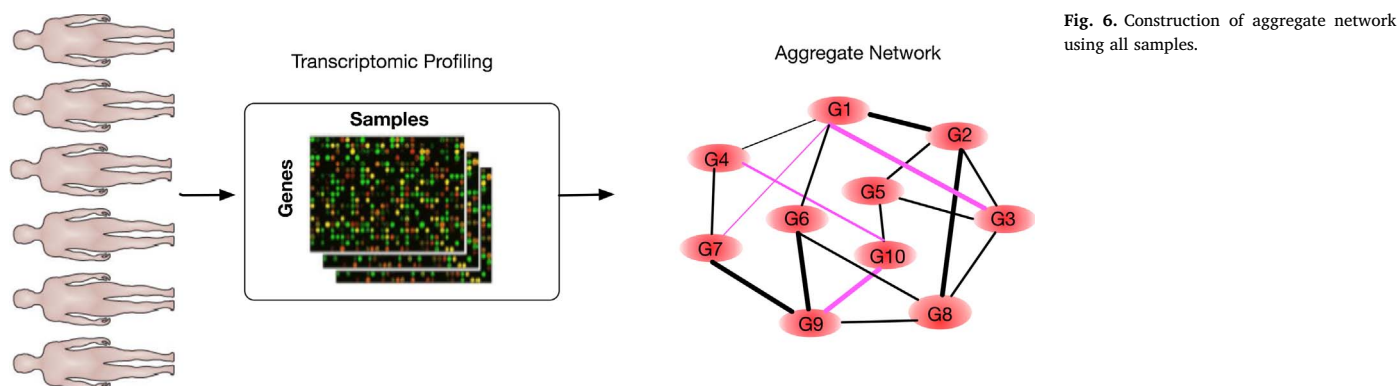 Fig. 6. Construction of aggregate network
using all samples.
Transcriptomic Profiling
Aggregate Network
Samples
Genes
G1
G2
G4
G5
G3
G6
G7
G10
G8
G9